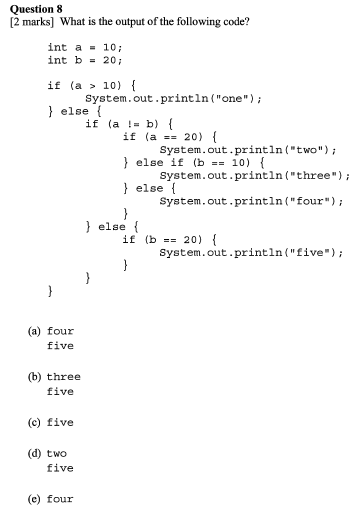 Question 8
[2 marks] What is the output of the following code?
int a = 10;
int b = 20;
if (a > 10) {
System.out.println("one");
} else {
if (a != b) {
if (a == 20) {
System.out.println("two");
} else if (b == 10) {
System.out.println("three");
} else {
System.out.println("four");
}
} else {
if (b == 20) {
System.out.println("five");
}
}
}
(a) four
five
(b) three
five
(c) five
(d) two
five
(e) four